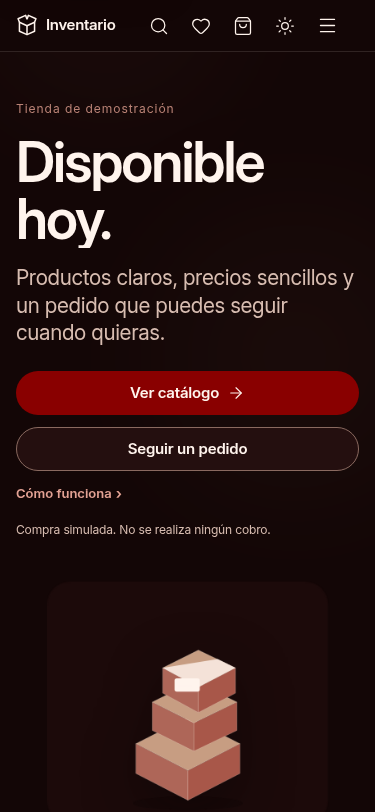 Inventario
Tienda de demostración
Disponible
hoy.
Productos claros, precios sencillos y
un pedido que puedes seguir
cuando quieras.
Ver catálogo →
Seguir un pedido
Cómo funciona ›
Compra simulada. No se realiza ningún cobro.